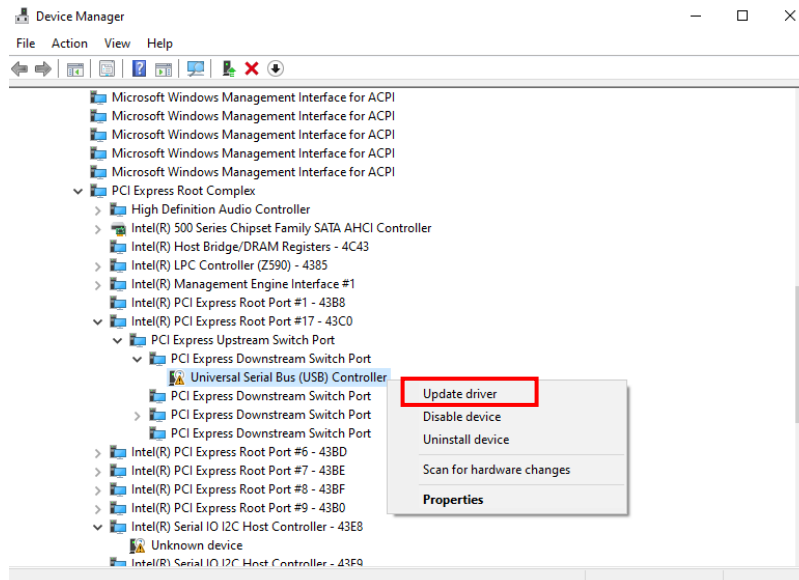 Device Manager
File Action View Help
Microsoft Windows Management Interface for ACPI
Microsoft Windows Management Interface for ACPI
Microsoft Windows Management Interface for ACPI
Microsoft Windows Management Interface for ACPI
Microsoft Windows Management Interface for ACPI
PCI Express Root Complex
High Definition Audio Controller
Intel(R) 500 Series Chipset Family SATA AHCI Controller
Intel(R) Host Bridge/DRAM Registers - 4C43
Intel(R) LPC Controller (Z590) - 4385
Intel(R) Management Engine Interface #1
Intel(R) PCI Express Root Port #1 - 43B8
Intel(R) PCI Express Root Port #17 - 43C0
PCI Express Upstream Switch Port
PCI Express Downstream Switch Port
Universal Serial Bus (USB) Controller
PCI Express Downstream Switch Port
PCI Express Downstream Switch Port
PCI Express Downstream Switch Port
Intel(R) PCI Express Root Port #6 - 43BD
Intel(R) PCI Express Root Port #7 - 43BE
Intel(R) PCI Express Root Port #8 - 43BF
Intel(R) PCI Express Root Port #9 - 43B0
Intel(R) Serial IO I2C Host Controller - 43E8
Unknown device
Intel(R) Serial IO I2C Host Controller - 43E9
Update driver
Disable device
Uninstall device
Scan for hardware changes
Properties